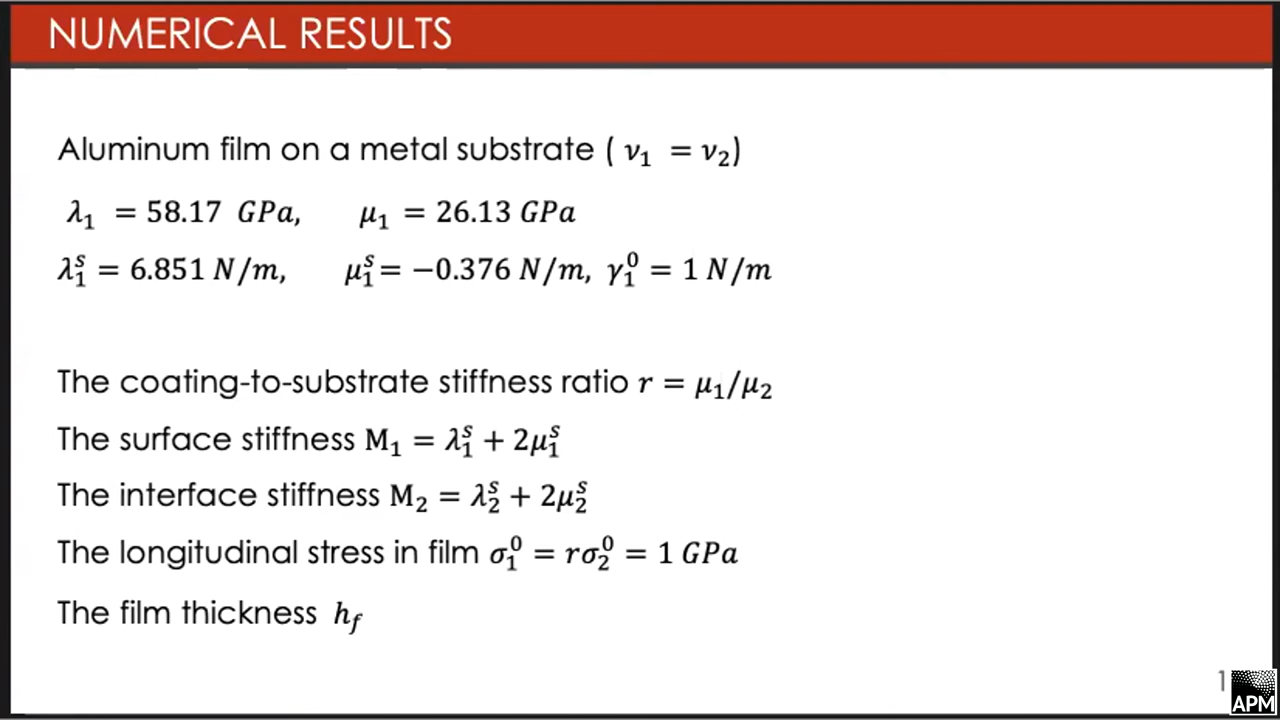 NUMERICAL RESULTS
Aluminum film on a metal substrate ( ν₁ = ν₂)
λ₁ = 58.17 GPa, μ₁ = 26.13 GPa
λ₁ˢ = 6.851 N/m, μ₁ˢ = −0.376 N/m, γ₁⁰ = 1 N/m
The coating-to-substrate stiffness ratio r = μ₁/μ₂
The surface stiffness M₁ = λ₁ˢ + 2μ₁ˢ
The interface stiffness M₂ = λ₂ˢ + 2μ₂ˢ
The longitudinal stress in film σ₁⁰ = rσ₂⁰ = 1 GPa
The film thickness h_f
1
APM